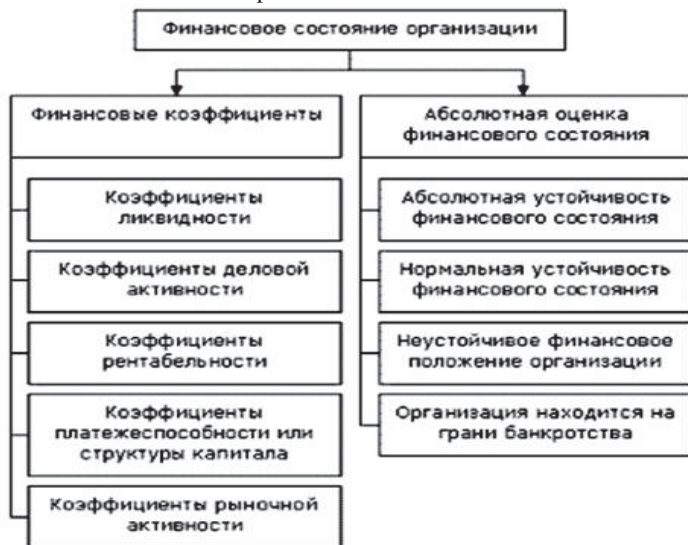 Финансовое состояние организации
Финансовые коэффициенты
Коэффициенты
ликвидности
Коэффициенты деловой
активности
Коэффициенты
рентабельности
Коэффициенты
платежеспособности или
структуры капитала
Коэффициенты рыночной
активности
Абсолютная оценка
финансового состояния
Абсолютная устойчивость
финансового состояния
Нормальная устойчивость
финансового состояния
Неустойчивое финансовое
положение организации
Организация находится на
грани банкротства